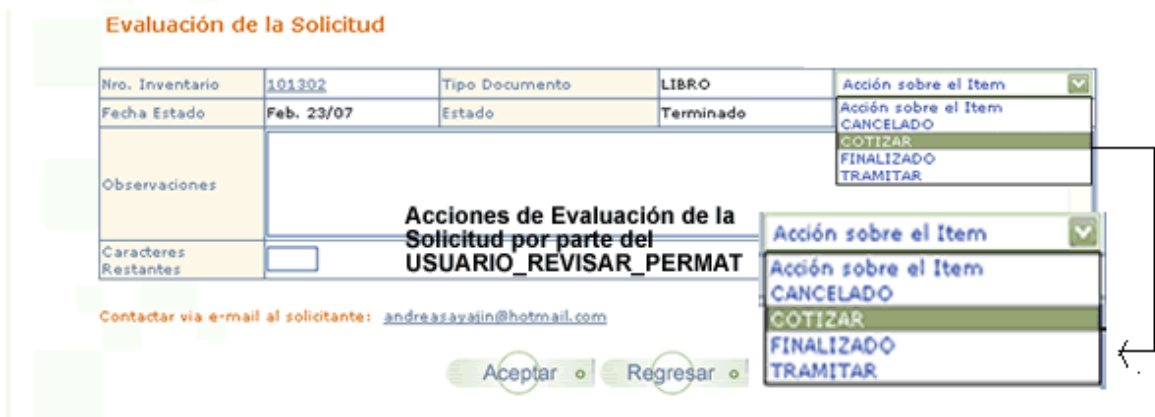 Evaluación de la Solicitud
Nro. Inventario 101302 Tipo Documento LIBRO Acción sobre el Item
Fecha Estado Feb. 23/07 Estado Terminado Acción sobre el Item
CANCELADO
COTIZAR
FINALIZADO
TRAMITAR
Observaciones
Acciones de Evaluación de la
Solicitud por parte del
USUARIO_REVISAR_PERMAT
Caracteres
Restantes
Acción sobre el Item
Acción sobre el Item
CANCELADO
COTIZAR
FINALIZADO
TRAMITAR
Contactar via e-mail al solicitante: andreasayajin@hotmail.com
Aceptar Regresar